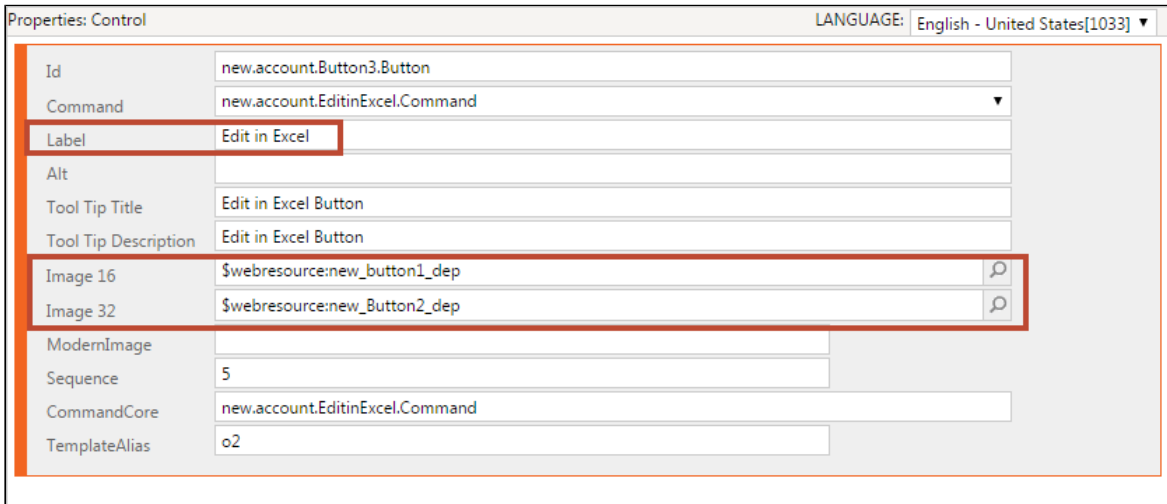 Properties: Control LANGUAGE: English - United States[1033]
Id new.account.Button3.Button
Command new.account.EditinExcel.Command
Label Edit in Excel
Alt
Tool Tip Title Edit in Excel Button
Tool Tip Description Edit in Excel Button
Image 16 $webresource:new_button1_dep
Image 32 $webresource:new_Button2_dep
ModernImage
Sequence 5
CommandCore new.account.EditinExcel.Command
TemplateAlias o2